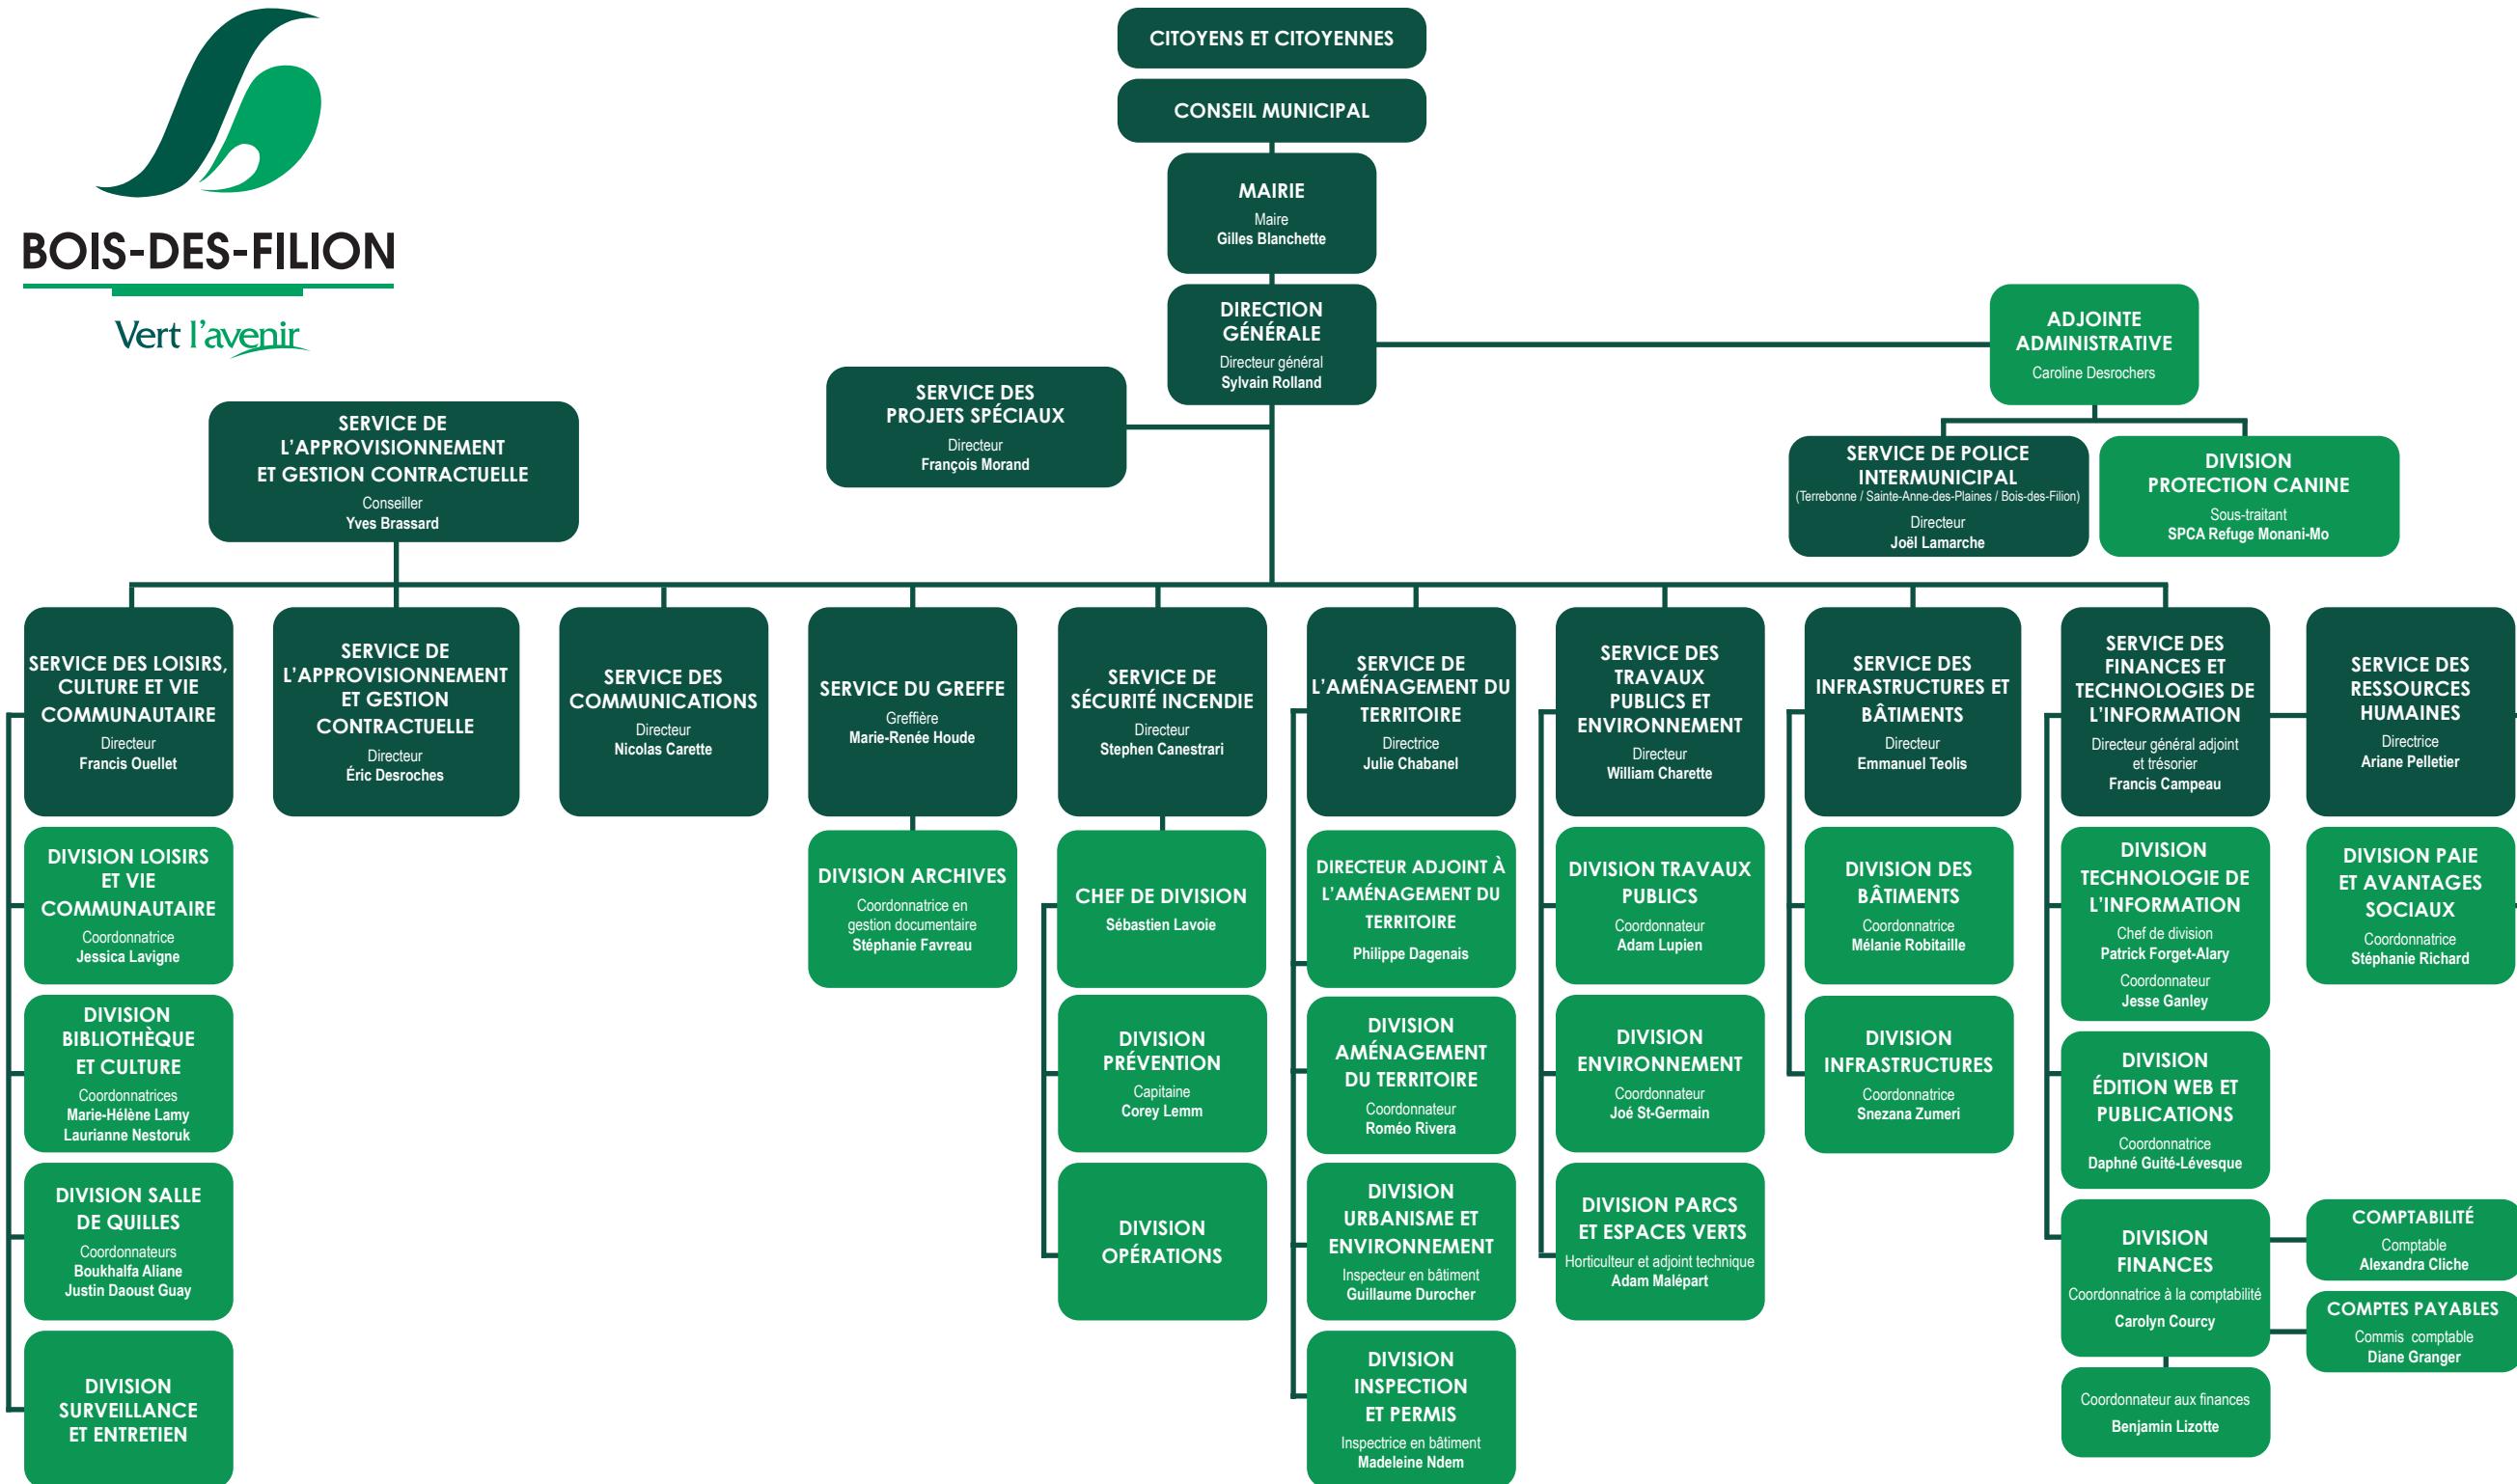 BOIS-DES-FILION
Vert l'avenir
CITOYENS ET CITOYENNES
CONSEIL MUNICIPAL
MAIRIE
Maire
Gilles Blanchette
DIRECTION
GÉNÉRALE
Directeur général
Sylvain Rolland
ADJOINTE
ADMINISTRATIVE
Caroline Desrochers
SERVICE DES
PROJETS SPÉCIAUX
Directeur
François Morand
SERVICE DE
L'APPROVISIONNEMENT
ET GESTION CONTRACTUELLE
Conseiller
Yves Brassard
SERVICE DE POLICE
INTERMUNICIPAL
(Terrebonne / Sainte-Anne-des-Plaines / Bois-des-Filion)
Directeur
Joël Lamarche
DIVISION
PROTECTION CANINE
Sous-traitant
SPCA Refuge Monani-Mo
SERVICE DES LOISIRS,
CULTURE ET VIE
COMMUNAUTAIRE
Directeur
Francis Ouellet
DIVISION LOISIRS
ET VIE
COMMUNAUTAIRE
Coordonnatrice
Jessica Lavigne
DIVISION
BIBLIOTHÈQUE
ET CULTURE
Coordonnatrices
Marie-Hélène Lamy
Laurianne Nestoruk
DIVISION SALLE
DE QUILLES
Coordonnateurs
Boukhalfa Aliane
Justin Daoust Guay
DIVISION
SURVEILLANCE
ET ENTRETIEN
SERVICE DE
L'APPROVISIONNEMENT
ET GESTION
CONTRACTUELLE
Directeur
Éric Desroches
SERVICE DES
COMMUNICATIONS
Directeur
Nicolas Carette
SERVICE DU GREFFE
Greffière
Marie-Renée Houde
DIVISION ARCHIVES
Coordonnatrice en
gestion documentaire
Stéphanie Favreau
SERVICE DE
SÉCURITÉ INCENDIE
Directeur
Stephen Canestrari
CHEF DE DIVISION
Sébastien Lavoie
DIVISION
PRÉVENTION
Capitaine
Corey Lemm
DIVISION
OPÉRATIONS
SERVICE DE
L'AMÉNAGEMENT DU
TERRITOIRE
Directrice
Julie Chabanel
DIRECTEUR ADJOINT À
L'AMÉNAGEMENT DU
TERRITOIRE
Philippe Dagenais
DIVISION
AMÉNAGEMENT
DU TERRITOIRE
Coordonnateur
Roméo Rivera
DIVISION
URBANISME ET
ENVIRONNEMENT
Inspecteur en bâtiment
Guillaume Durocher
DIVISION
INSPECTION
ET PERMIS
Inspectrice en bâtiment
Madeleine Ndem
SERVICE DES
TRAVAUX
PUBLICS ET
ENVIRONNEMENT
Directeur
William Charette
DIVISION TRAVAUX
PUBLICS
Coordonnateur
Adam Lupien
DIVISION
ENVIRONNEMENT
Coordonnateur
Joé St-Germain
DIVISION PARCS
ET ESPACES VERTS
Horticulteur et adjoint technique
Adam Malépart
SERVICE DES
INFRASTRUCTURES ET
BÂTIMENTS
Directeur
Emmanuel Teolis
DIVISION DES
BÂTIMENTS
Coordonnatrice
Mélanie Robitaille
DIVISION
INFRASTRUCTURES
Coordonnatrice
Snezana Zumeri
SERVICE DES
FINANCES ET
TECHNOLOGIES DE
L'INFORMATION
Directeur général adjoint
et trésorier
Francis Campeau
DIVISION
TECHNOLOGIE DE
L'INFORMATION
Chef de division
Patrick Forget-Alary
Coordonnateur
Jesse Ganley
DIVISION
ÉDITION WEB ET
PUBLICATIONS
Coordonnatrice
Daphné Guité-Lévesque
DIVISION
FINANCES
Coordonnatrice à la comptabilité
Carolyn Courcy
Coordonnateur aux finances
Benjamin Lizotte
SERVICE DES
RESSOURCES
HUMAINES
Directrice
Ariane Pelletier
DIVISION PAIE
ET AVANTAGES
SOCIAUX
Coordonnatrice
Stéphanie Richard
COMPTABILITÉ
Comptable
Alexandra Cliche
COMPTES PAYABLES
Commis comptable
Diane Granger